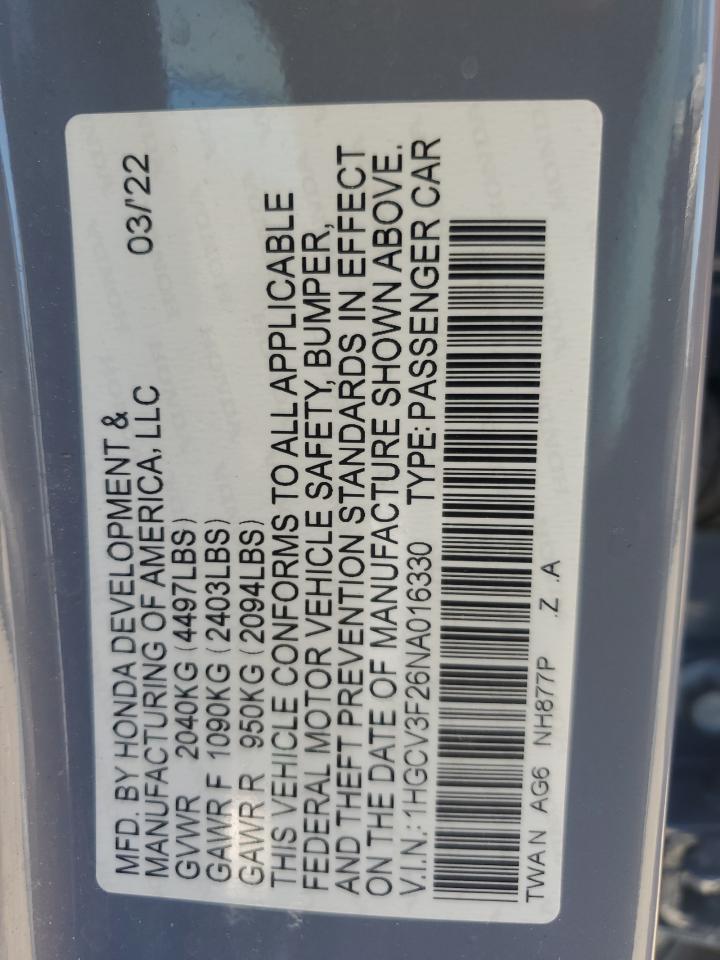 MFD. BY HONDA DEVELOPMENT &
MANUFACTURING OF AMERICA, LLC 03/'22
GVWR 2040KG (4497LBS)
GAWR F 1090KG (2403LBS)
GAWR R 950KG (2094LBS)
THIS VEHICLE CONFORMS TO ALL APPLICABLE
FEDERAL MOTOR VEHICLE SAFETY, BUMPER,
AND THEFT PREVENTION STANDARDS IN EFFECT
ON THE DATE OF MANUFACTURE SHOWN ABOVE.
V.I.N.: 1HGCV3F26NA016330 TYPE: PASSENGER CAR
TWAN AG6 NH877P .Z .A